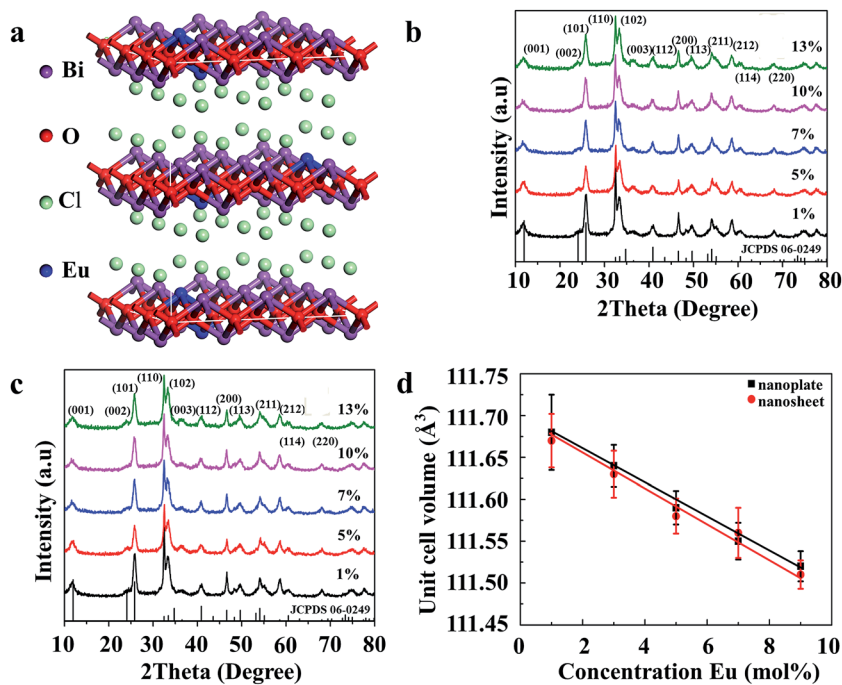 a
Bi
O
Cl
Eu
b
(110)
(101)
(102)
(001)
(002)
(003)
(112)
(200)
(113)
(211)
(212)
(114)
(220)
13%
10%
7%
5%
1%
JCPDS 06-0249
Intensity (a.u)
10 20 30 40 50 60 70 80
2Theta (Degree)
c
(110)
(101)
(102)
(001)
(002)
(003)
(112)
(200)
(113)
(211)
(212)
(114)
(220)
13%
10%
7%
5%
1%
JCPDS 06-0249
Intensity (a.u)
10 20 30 40 50 60 70 80
2Theta (Degree)
d
nanoplate
nanosheet
111.75
111.70
111.65
111.60
111.55
111.50
111.45
Unit cell volume (Å³)
0 2 4 6 8 10
Concentration Eu (mol%)